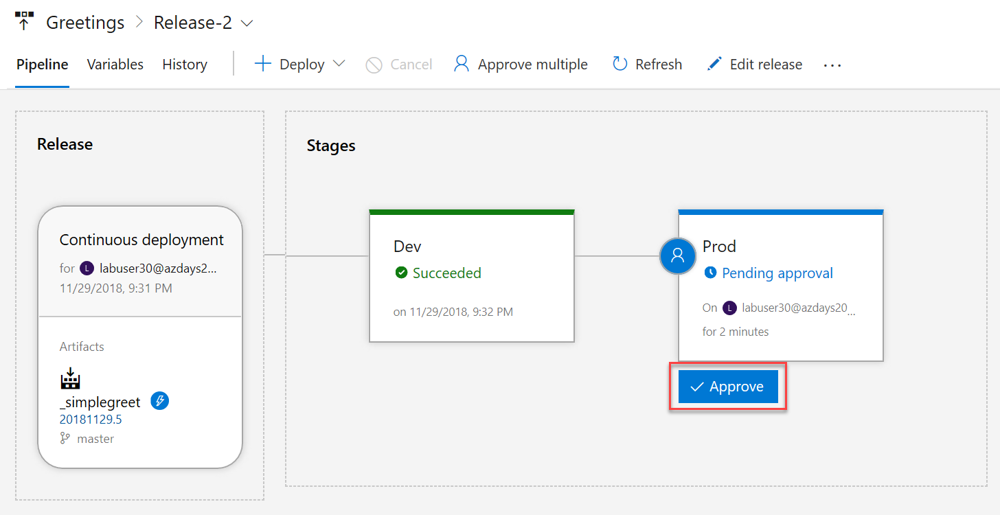 Greetings > Release-2
Pipeline Variables History Deploy Cancel Approve multiple Refresh Edit release ...
Release
Continuous deployment
for L labuser30@azdays2...
11/29/2018, 9:31 PM
Artifacts
_simplegreet
20181129.5
master
Stages
Dev
Succeeded
on 11/29/2018, 9:32 PM
Prod
Pending approval
On L labuser30@azdays20...
for 2 minutes
Approve